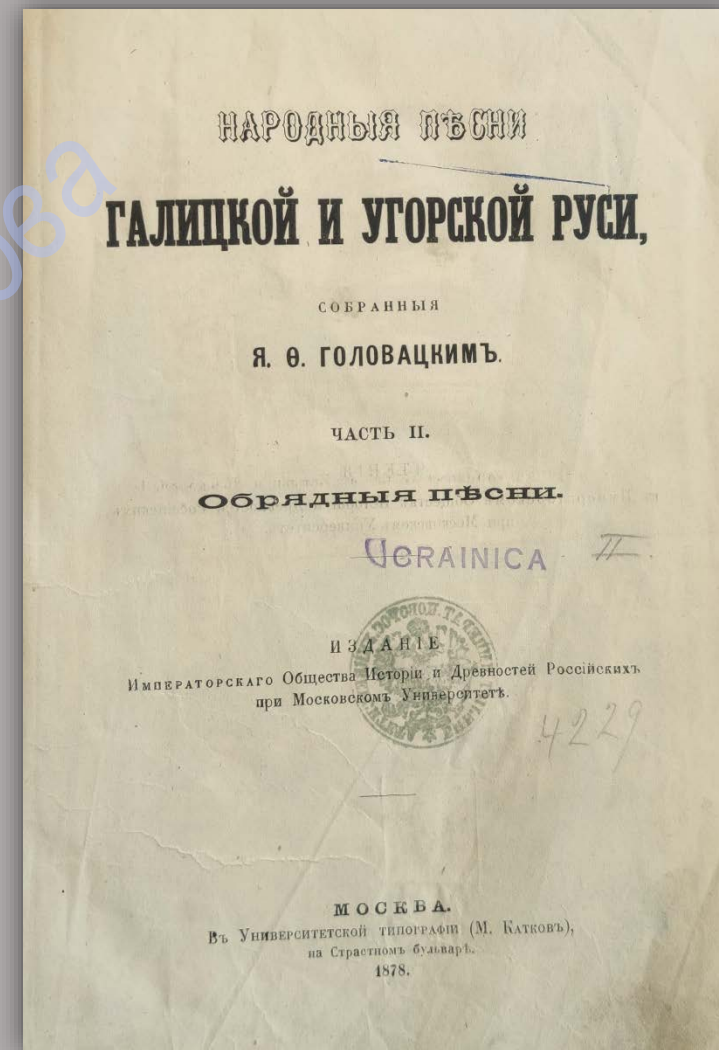 НАРОДНЫЯ ПѢСНИ
ГАЛИЦКОЙ И УГОРСКОЙ РУСИ,
СОБРАННЫЯ
Я. Ѳ. ГОЛОВАЦКИМЪ.
ЧАСТЬ II.
Обрядныя пѣсни.
UCRAINICA II.
ИЗДАНІЕ
Императорскаго Общества Исторіи и Древностей Россійскихъ
при Московскомъ Университетѣ.
4229
МОСКВА.
Въ Университетской типографіи (М. Катковъ),
на Страстномъ бульварѣ.
1878.